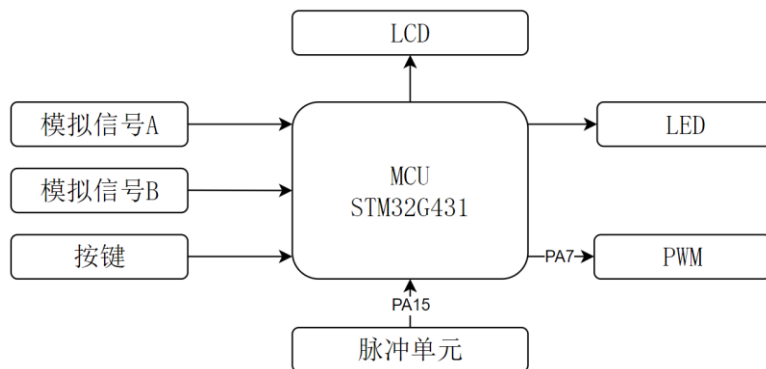 LCD
模拟信号A
LED
模拟信号B
MCU
STM32G431
按键
PA7
PWM
PA15
脉冲单元